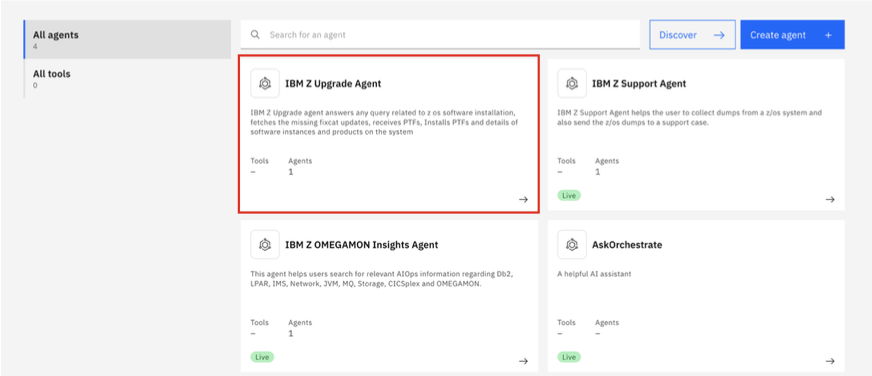 All agents
4
All tools
0
Search for an agent
Discover
Create agent
IBM Z Upgrade Agent
IBM Z Upgrade agent answers any query related to z os software installation,
fetches the missing fixcat updates, receives PTFs, Installs PTFs and details of
software instances and products on the system
Tools
–
Agents
1
IBM Z Support Agent
IBM Z Support Agent helps the user to collect dumps from a z/os system and
also send the z/os dumps to a support case.
Tools
–
Agents
1
Live
IBM Z OMEGAMON Insights Agent
This agent helps users search for relevant AIOps information regarding Db2,
LPAR, IMS, Network, JVM, MQ, Storage, CICSplex and OMEGAMON.
Tools
–
Agents
1
Live
AskOrchestrate
A helpful AI assistant
Tools
–
Agents
–
Live